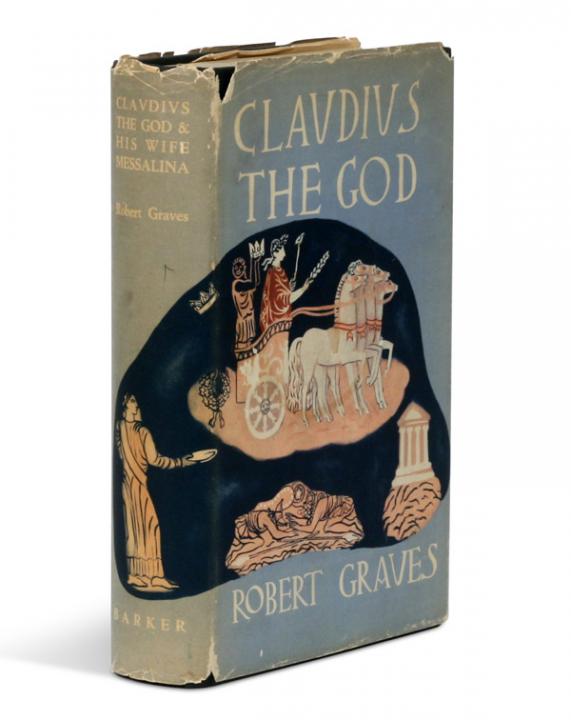 CLAVDIVS
THE GOD &
HIS WIFE
MESSALINA
Robert Graves
BARKER
CLAVDIVS
THE GOD
ROBERT GRAVES